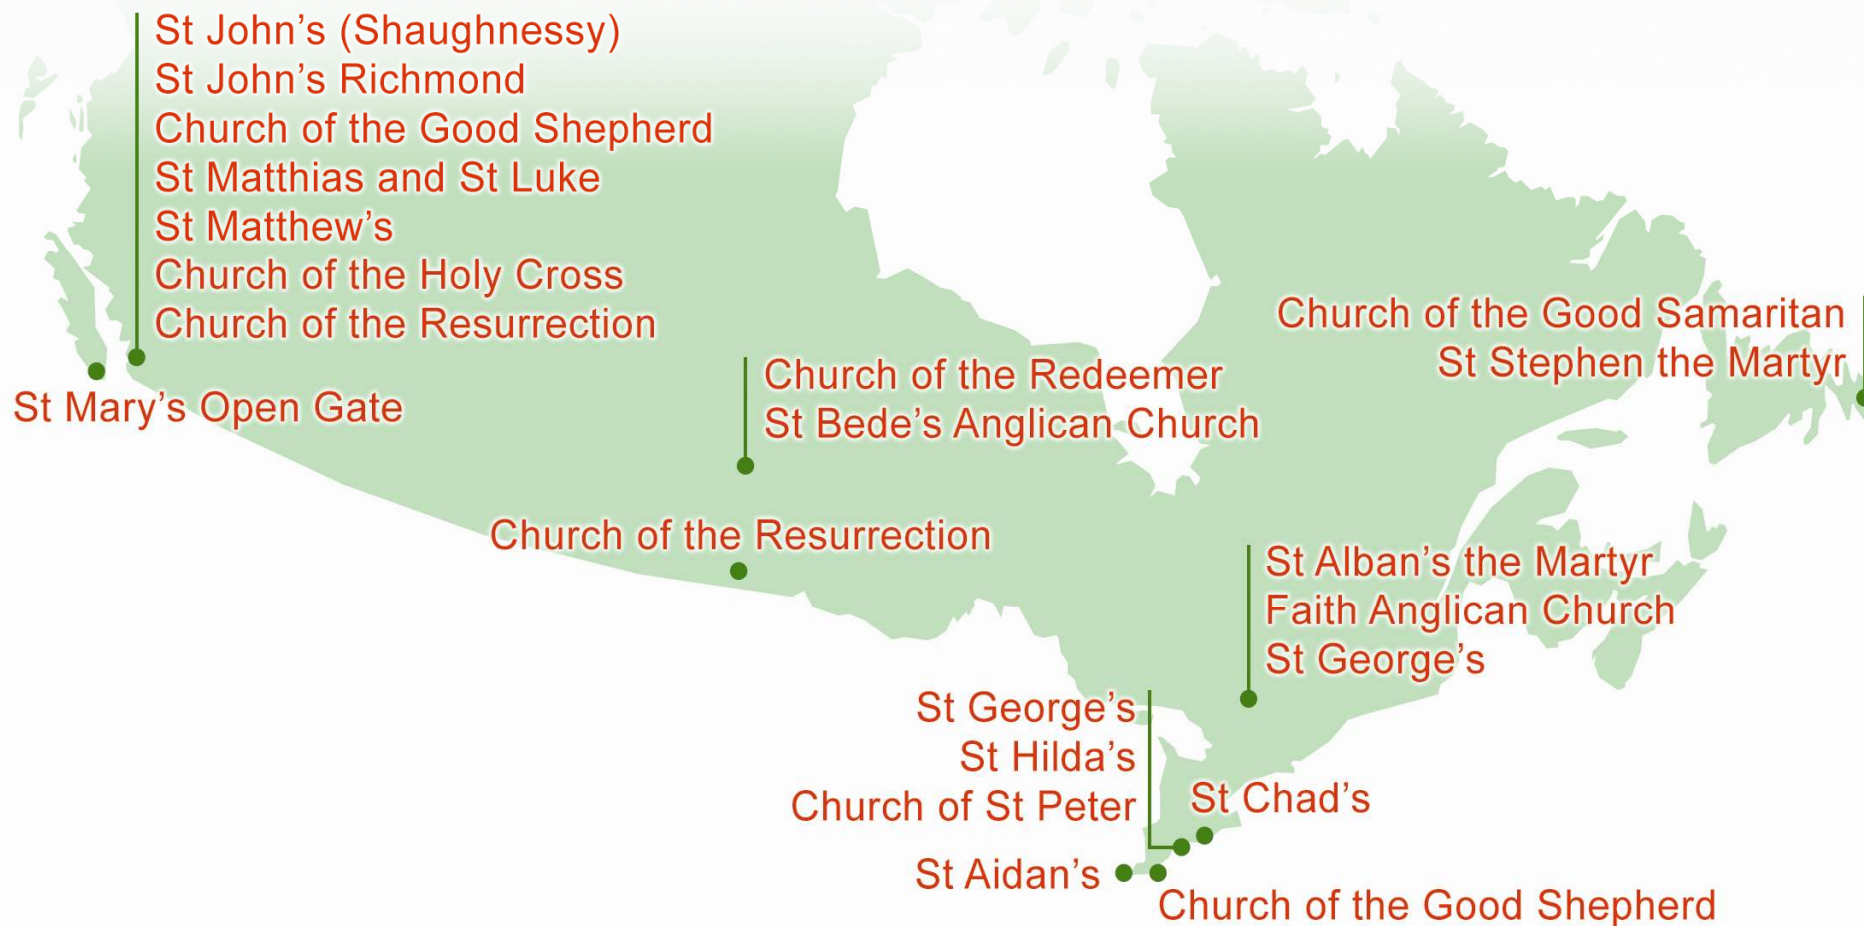 St John’s (Shaughnessy)
St John’s Richmond
Church of the Good Shepherd
St Matthias and St Luke
St Matthew’s
Church of the Holy Cross
Church of the Resurrection
St Mary’s Open Gate
Church of the Redeemer
St Bede’s Anglican Church
Church of the Good Samaritan
St Stephen the Martyr
Church of the Resurrection
St Alban’s the Martyr
Faith Anglican Church
St George’s
St George’s
St Hilda’s
Church of St Peter
St Chad’s
St Aidan’s
Church of the Good Shepherd